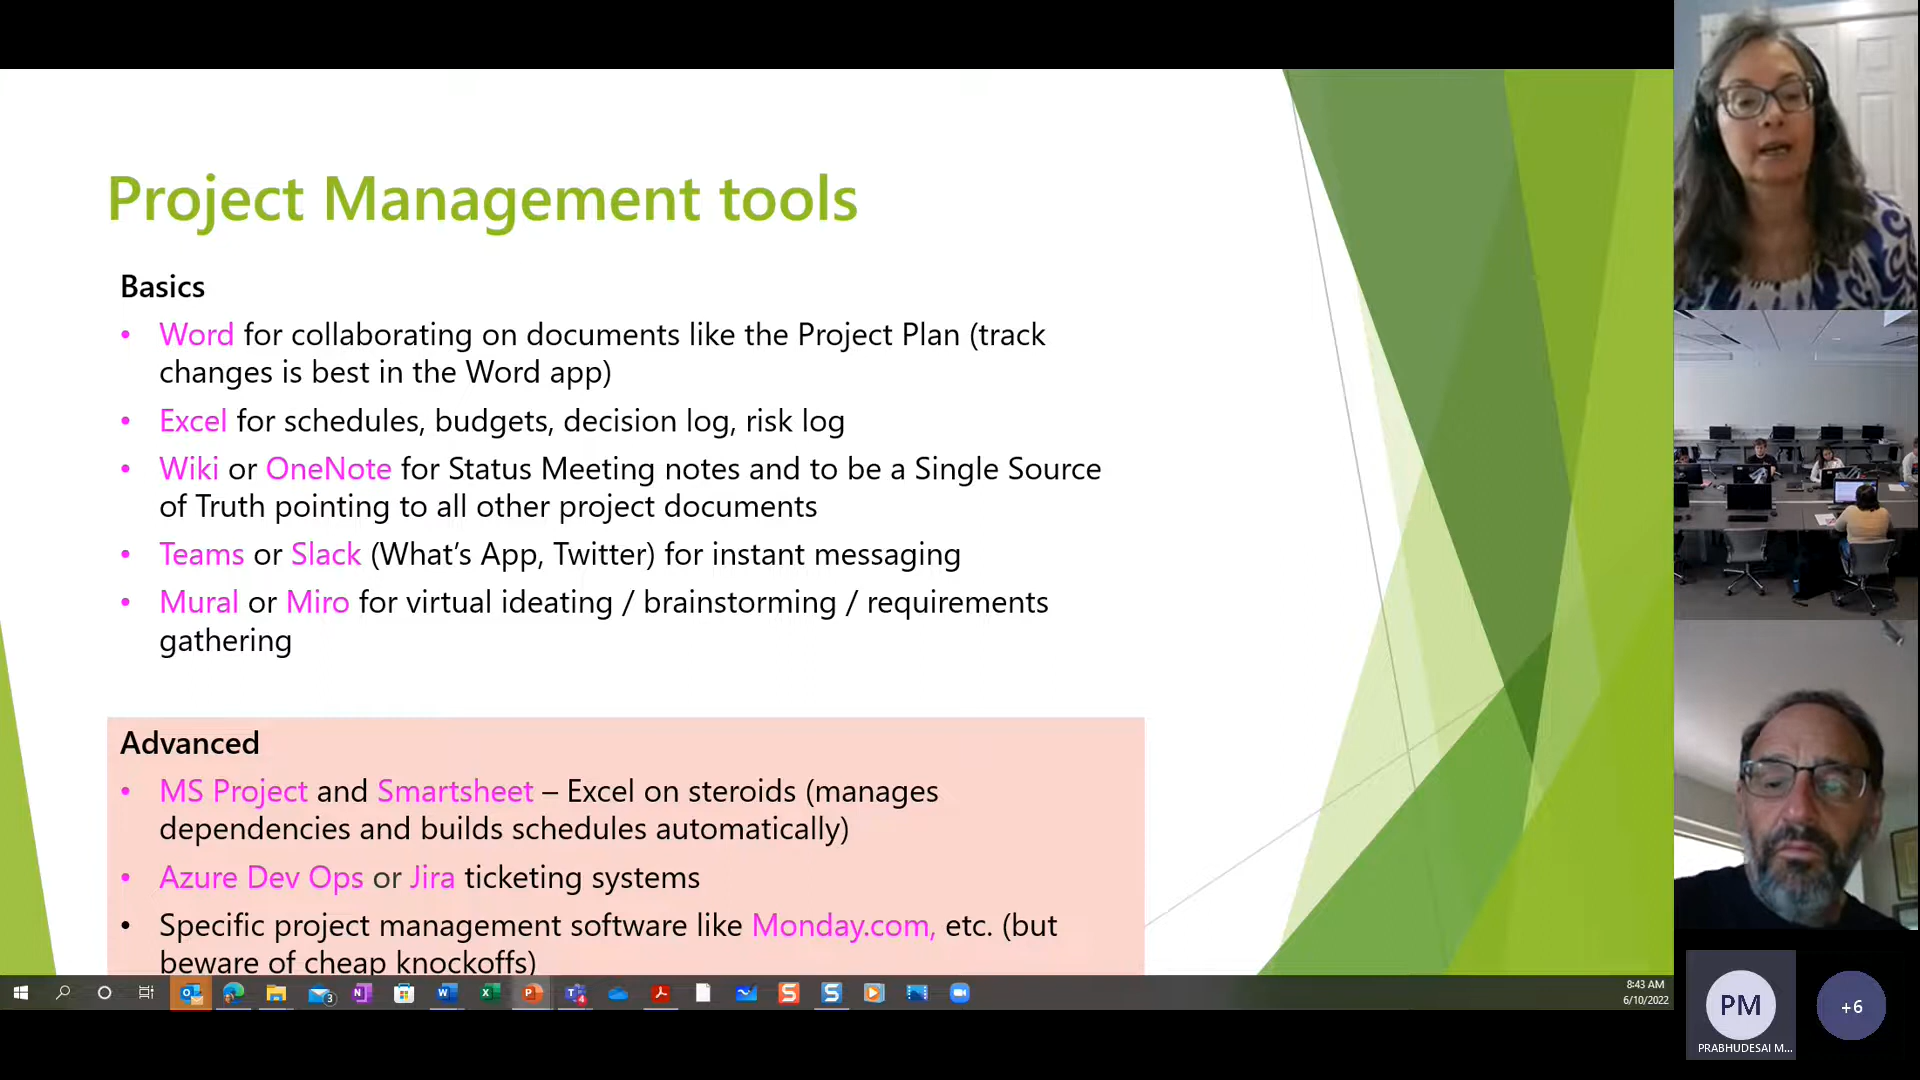 Project Management tools
Basics
• Word for collaborating on documents like the Project Plan (track
changes is best in the Word app)
• Excel for schedules, budgets, decision log, risk log
• Wiki or OneNote for Status Meeting notes and to be a Single Source
of Truth pointing to all other project documents
• Teams or Slack (What's App, Twitter) for instant messaging
• Mural or Miro for virtual ideating / brainstorming / requirements
gathering
Advanced
• MS Project and Smartsheet – Excel on steroids (manages
dependencies and builds schedules automatically)
• Azure Dev Ops or Jira ticketing systems
• Specific project management software like Monday.com, etc. (but
beware of cheap knockoffs)
8:43 AM
6/10/2022
PM
PRABHUDESAI M...
+6